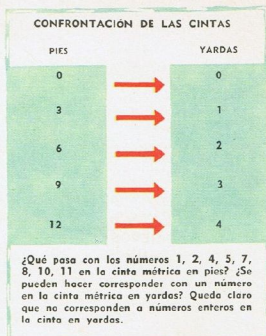 CONFRONTACIÓN DE LAS CINTAS
PIES YARDAS
0 0
3 1
6 2
9 3
12 4
¿Qué pasa con los números 1, 2, 4, 5, 7,
8, 10, 11 en la cinta métrica en pies? ¿Se
pueden hacer corresponder con un número
en la cinta métrica en yardas? Queda claro
que no corresponden a números enteros en
la cinta en yardas.